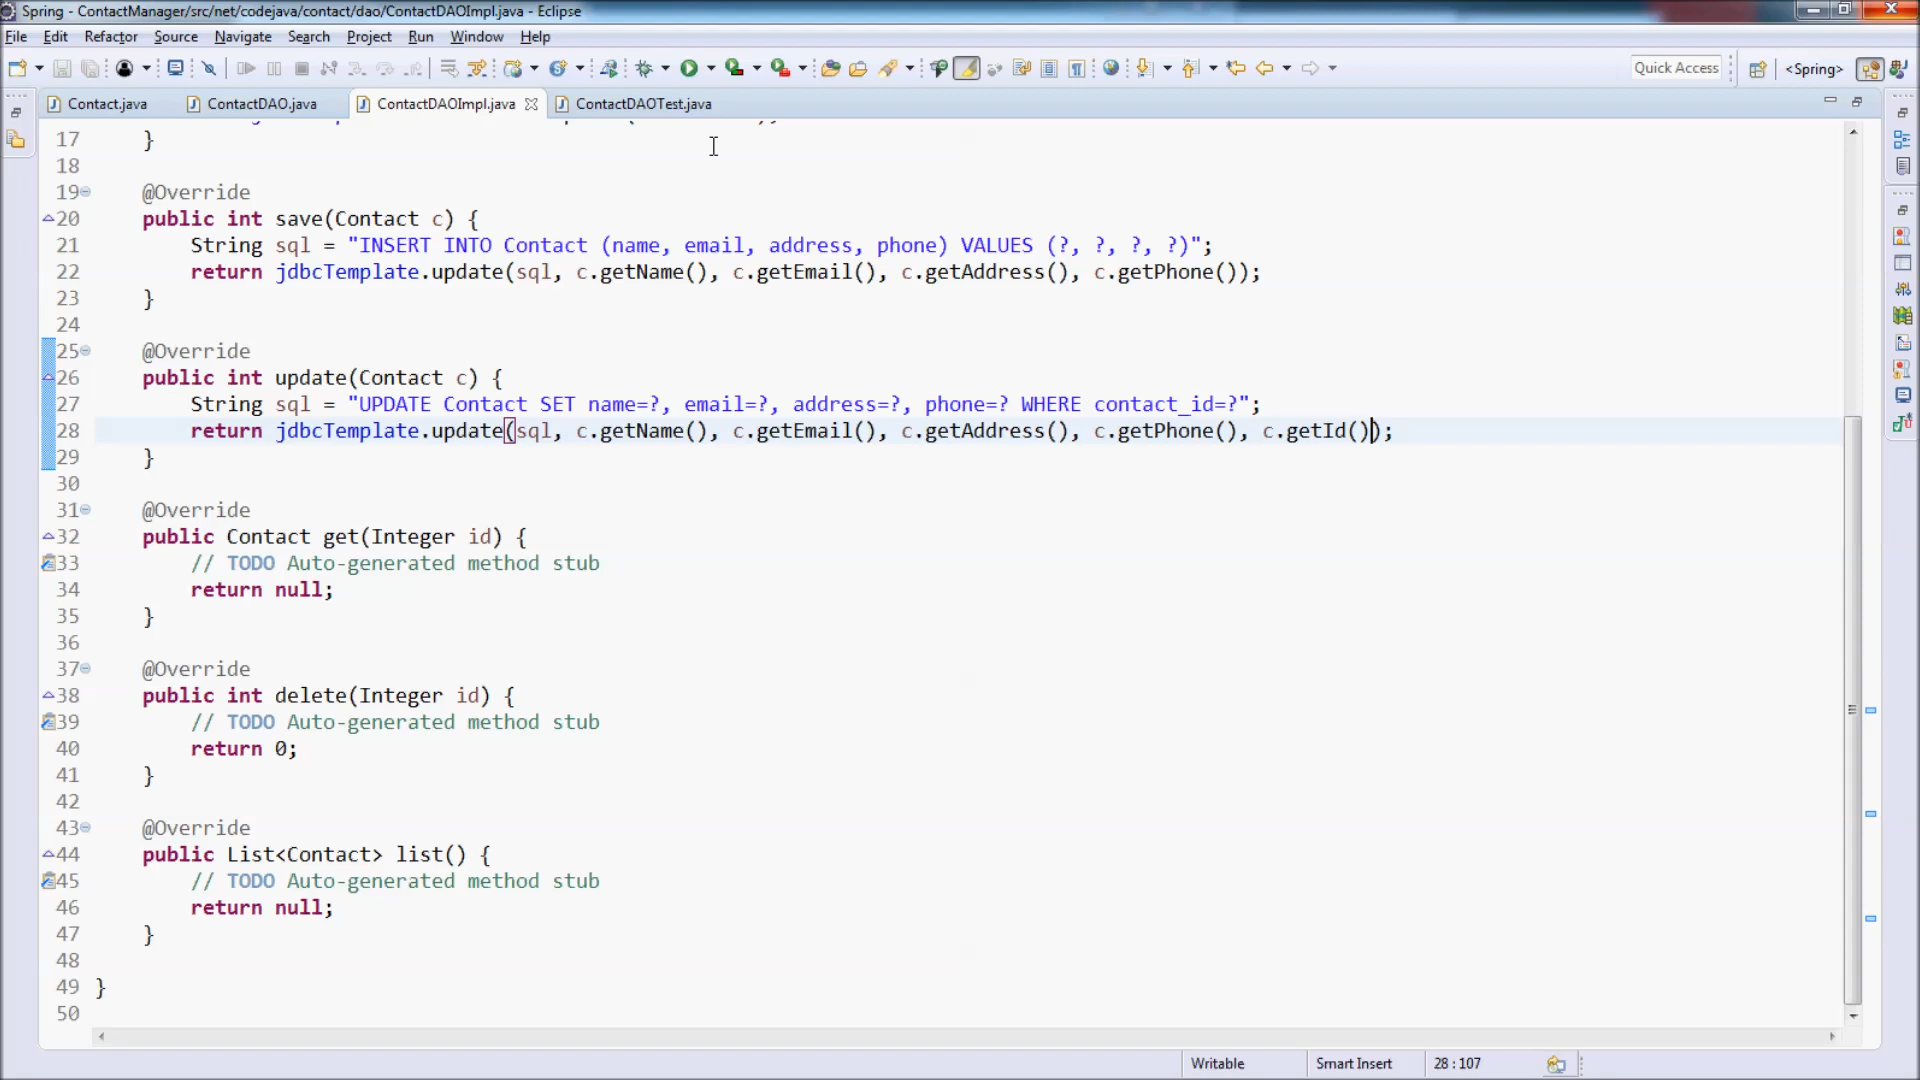 Spring - ContactManager/src/net/codejava/contact/dao/ContactDAOImpl.java - Eclipse
File Edit Refactor Source Navigate Search Project Run Window Help
Quick Access <Spring>
Contact.java ContactDAO.java ContactDAOImpl.java ContactDAOTest.java
17 }
18
19 @Override
20 public int save(Contact c) {
21 String sql = "INSERT INTO Contact (name, email, address, phone) VALUES (?, ?, ?, ?)";
22 return jdbcTemplate.update(sql, c.getName(), c.getEmail(), c.getAddress(), c.getPhone());
23 }
24
25 @Override
26 public int update(Contact c) {
27 String sql = "UPDATE Contact SET name=?, email=?, address=?, phone=? WHERE contact_id=?";
28 return jdbcTemplate.update(sql, c.getName(), c.getEmail(), c.getAddress(), c.getPhone(), c.getId());
29 }
30
31 @Override
32 public Contact get(Integer id) {
33 // TODO Auto-generated method stub
34 return null;
35 }
36
37 @Override
38 public int delete(Integer id) {
39 // TODO Auto-generated method stub
40 return 0;
41 }
42
43 @Override
44 public List<Contact> list() {
45 // TODO Auto-generated method stub
46 return null;
47 }
48
49 }
50
Writable Smart Insert 28 : 107